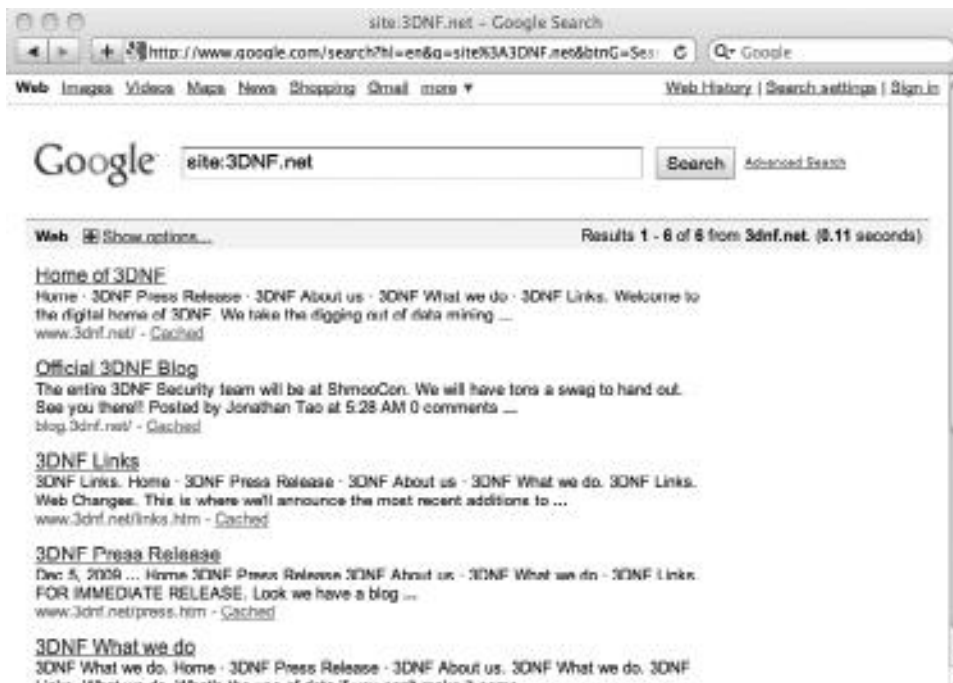 site:3DNF.net – Google Search
http://www.google.com/search?hl=en&q=site%3A3DNF.net&btnG=Sear
Google
Web Images Videos Maps News Shopping Gmail more ▼
Web History | Search settings | Sign in
Google
site:3DNF.net
Search
Advanced Search
Web Show options...
Results 1 - 6 of 6 from 3dnf.net. (0.11 seconds)
Home of 3DNF
Home · 3DNF Press Release · 3DNF About us · 3DNF What we do · 3DNF Links. Welcome to
the digital home of 3DNF. We take the digging out of data mining ...
www.3dnf.net/ - Cached
Official 3DNF Blog
The entire 3DNF Security team will be at ShmooCon. We will have tons a swag to hand out.
See you there!! Posted by Jonathan Tao at 5:28 AM 0 comments ...
blog.3dnf.net/ - Cached
3DNF Links
3DNF Links. Home · 3DNF Press Release · 3DNF About us · 3DNF What we do. 3DNF Links.
Web Changes. This is where we'll announce the most recent additions to ...
www.3dnf.net/links.htm - Cached
3DNF Press Release
Dec 5, 2009 ... Home 3DNF Press Release 3DNF About us · 3DNF What we do · 3DNF Links.
FOR IMMEDIATE RELEASE. Look we have a blog ...
www.3dnf.net/press.htm - Cached
3DNF What we do
3DNF What we do. Home · 3DNF Press Release · 3DNF About us. 3DNF What we do. 3DNF